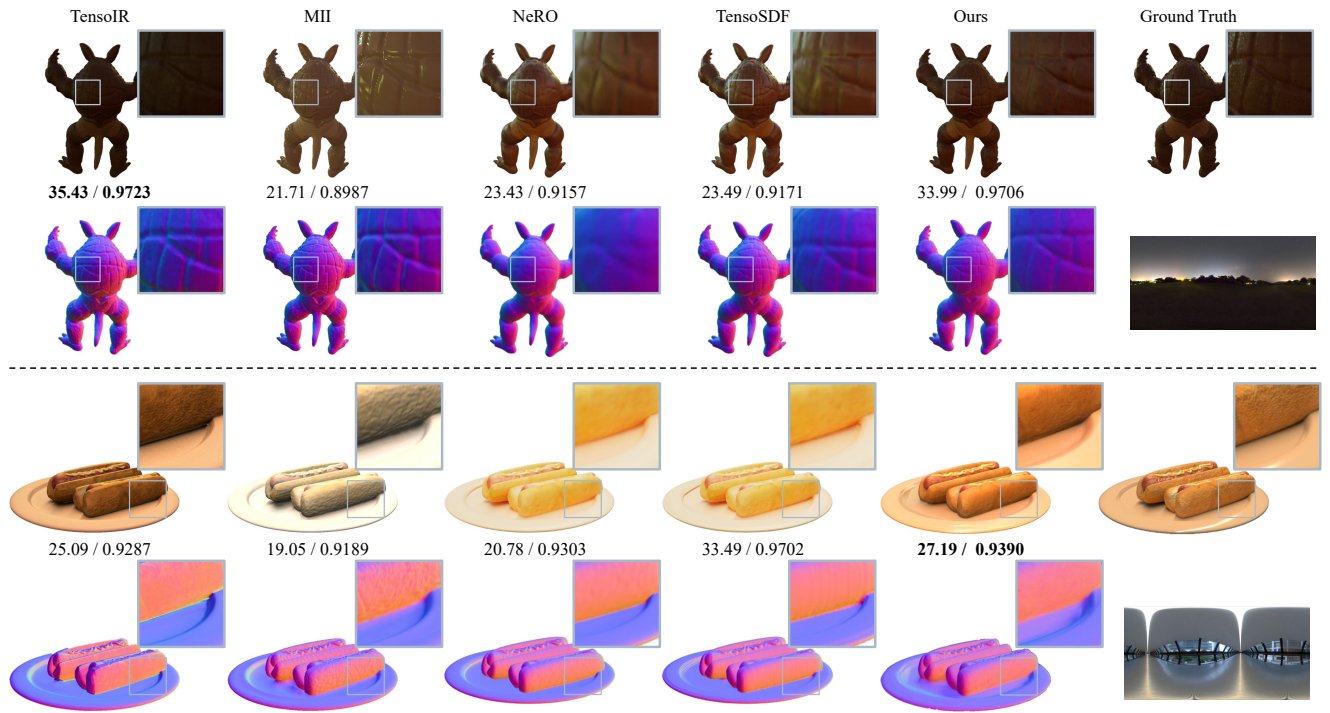 TensoIR MII NeRO TensoSDF Ours Ground Truth
35.43 / 0.9723 21.71 / 0.8987 23.43 / 0.9157 23.49 / 0.9171 33.99 / 0.9706
25.09 / 0.9287 19.05 / 0.9189 20.78 / 0.9303 33.49 / 0.9702 27.19 / 0.9390